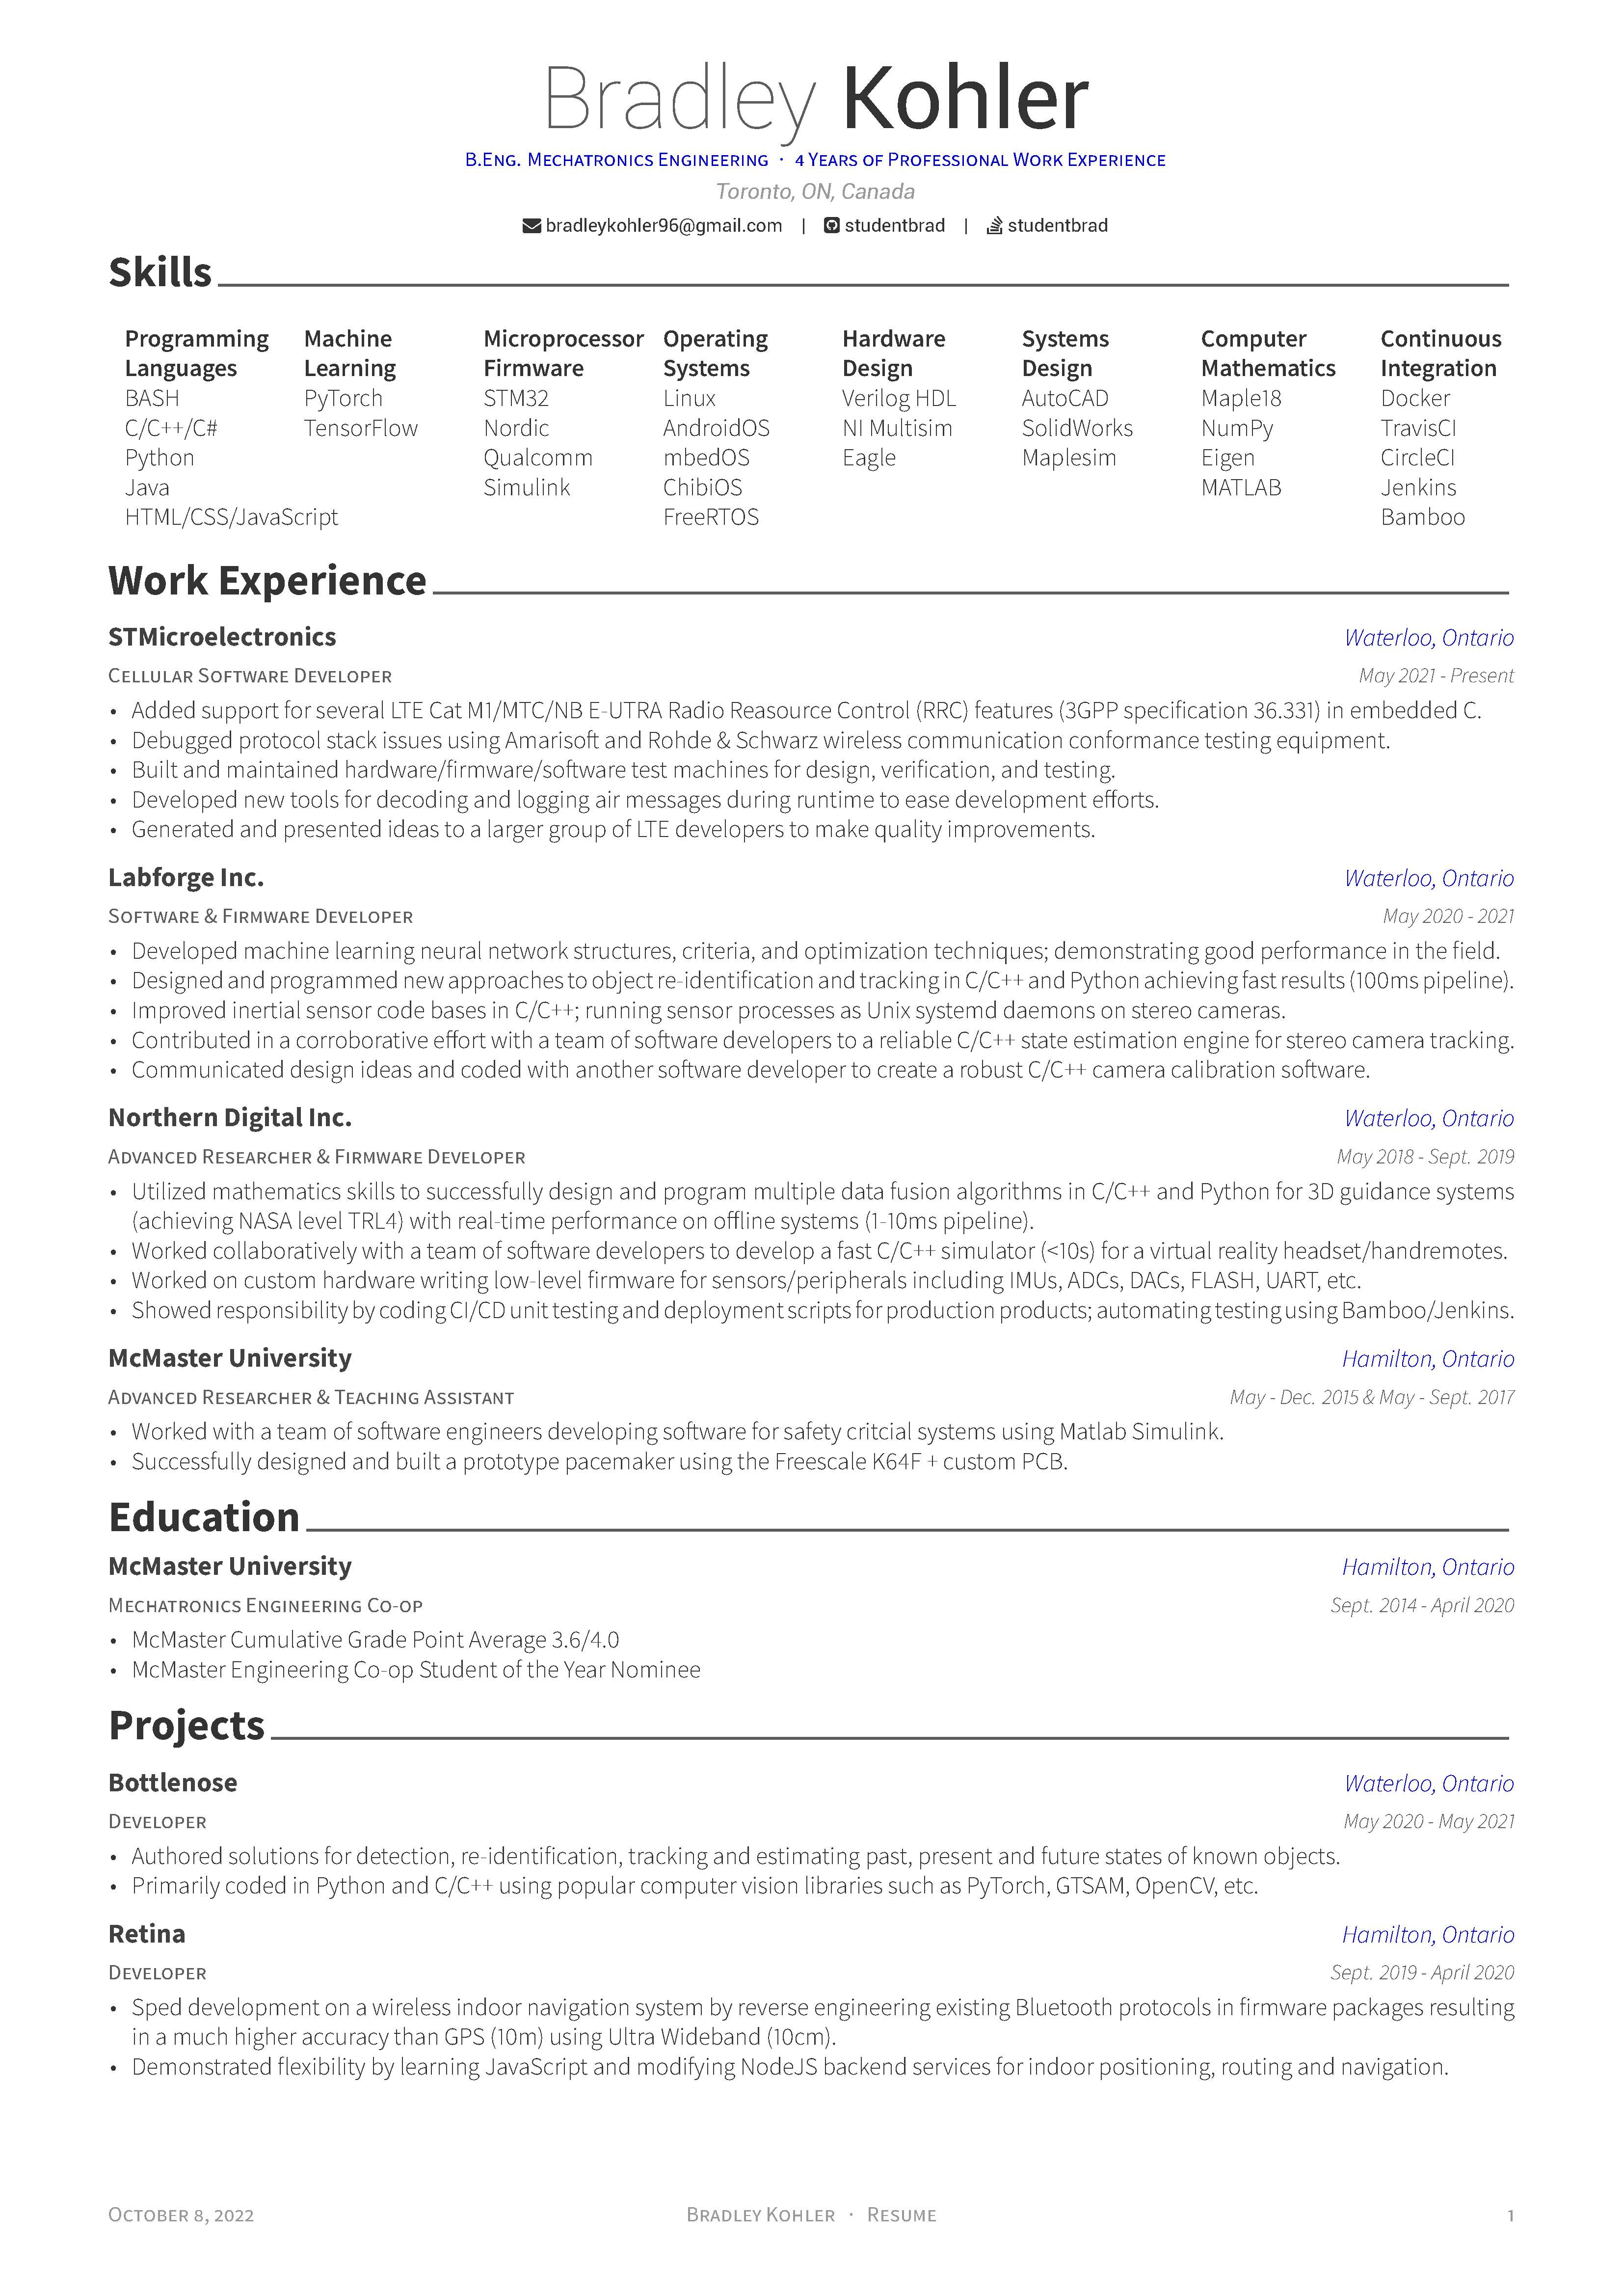 Bradley Kohler
B.Eng. Mechatronics Engineering · 4 Years of Professional Work Experience
Toronto, ON, Canada
bradleykohler96@gmail.com | studentbrad | studentbrad
Skills
Programming Machine Microprocessor Operating Hardware Systems Computer Continuous
Languages Learning Firmware Systems Design Design Mathematics Integration
BASH PyTorch STM32 Linux Verilog HDL AutoCAD Maple18 Docker
C/C++/C# TensorFlow Nordic AndroidOS NI Multisim SolidWorks NumPy TravisCI
Python Qualcomm mbedOS Eagle Maplesim Eigen CircleCI
Java Simulink ChibiOS MATLAB Jenkins
HTML/CSS/JavaScript FreeRTOS Bamboo
Work Experience
STMicroelectronics Waterloo, Ontario
Cellular Software Developer May 2021 - Present
• Added support for several LTE Cat M1/MTC/NB E-UTRA Radio Reasource Control (RRC) features (3GPP specification 36.331) in embedded C.
• Debugged protocol stack issues using Amarisoft and Rohde & Schwarz wireless communication conformance testing equipment.
• Built and maintained hardware/firmware/software test machines for design, verification, and testing.
• Developed new tools for decoding and logging air messages during runtime to ease development efforts.
• Generated and presented ideas to a larger group of LTE developers to make quality improvements.
Labforge Inc. Waterloo, Ontario
Software & Firmware Developer May 2020 - 2021
• Developed machine learning neural network structures, criteria, and optimization techniques; demonstrating good performance in the field.
• Designed and programmed new approaches to object re-identification and tracking in C/C++ and Python achieving fast results (100ms pipeline).
• Improved inertial sensor code bases in C/C++; running sensor processes as Unix systemd daemons on stereo cameras.
• Contributed in a corroborative effort with a team of software developers to a reliable C/C++ state estimation engine for stereo camera tracking.
• Communicated design ideas and coded with another software developer to create a robust C/C++ camera calibration software.
Northern Digital Inc. Waterloo, Ontario
Advanced Researcher & Firmware Developer May 2018 - Sept. 2019
• Utilized mathematics skills to successfully design and program multiple data fusion algorithms in C/C++ and Python for 3D guidance systems
(achieving NASA level TRL4) with real-time performance on offline systems (1-10ms pipeline).
• Worked collaboratively with a team of software developers to develop a fast C/C++ simulator (<10s) for a virtual reality headset/handremotes.
• Worked on custom hardware writing low-level firmware for sensors/peripherals including IMUs, ADCs, DACs, FLASH, UART, etc.
• Showed responsibility by coding CI/CD unit testing and deployment scripts for production products; automating testing using Bamboo/Jenkins.
McMaster University Hamilton, Ontario
Advanced Researcher & Teaching Assistant May - Dec. 2015 & May - Sept. 2017
• Worked with a team of software engineers developing software for safety critcial systems using Matlab Simulink.
• Successfully designed and built a prototype pacemaker using the Freescale K64F + custom PCB.
Education
McMaster University Hamilton, Ontario
Mechatronics Engineering Co-op Sept. 2014 - April 2020
• McMaster Cumulative Grade Point Average 3.6/4.0
• McMaster Engineering Co-op Student of the Year Nominee
Projects
Bottlenose Waterloo, Ontario
Developer May 2020 - May 2021
• Authored solutions for detection, re-identification, tracking and estimating past, present and future states of known objects.
• Primarily coded in Python and C/C++ using popular computer vision libraries such as PyTorch, GTSAM, OpenCV, etc.
Retina Hamilton, Ontario
Developer Sept. 2019 - April 2020
• Sped development on a wireless indoor navigation system by reverse engineering existing Bluetooth protocols in firmware packages resulting
in a much higher accuracy than GPS (10m) using Ultra Wideband (10cm).
• Demonstrated flexibility by learning JavaScript and modifying NodeJS backend services for indoor positioning, routing and navigation.
October 8, 2022 Bradley Kohler · Resume 1